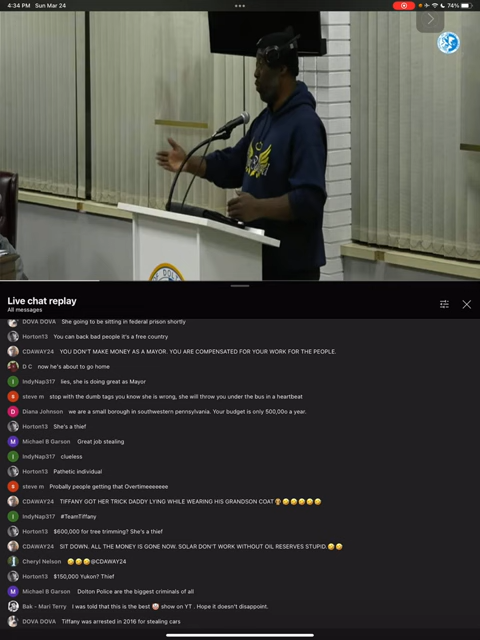 4:34 PM Sun Mar 24
74%
Live chat replay
All messages
DOVA DOVA She going to be sitting in federal prison shortly
Horton13 You can back bad people it's a free country
CDAWAY24 YOU DON'T MAKE MONEY AS A MAYOR. YOU ARE COMPENSATED FOR YOUR WORK FOR THE PEOPLE.
D C now he's about to go home
IndyNap317 lies, she is doing great as Mayor
steve m stop with the dumb tags you know she is wrong, she will throw you under the bus in a heartbeat
Diana Johnson we are a small borough in southwestern pennsylvania. Your budget is only 500,00o a year.
Horton13 She's a thief
Michael B Garson Great job stealing
IndyNap317 clueless
Horton13 Pathetic individual
steve m Probally people getting that Overtimeeeeeee
CDAWAY24 TIFFANY GOT HER TRICK DADDY LYING WHILE WEARING HIS GRANDSON COAT
IndyNap317 #TeamTiffany
Horton13 $600,000 for tree trimming? She's a thief
CDAWAY24 SIT DOWN. ALL THE MONEY IS GONE NOW. SOLAR DON'T WORK WITHOUT OIL RESERVES STUPID.🤣🤣
Cheryl Nelson 🤣🤣🤣@CDAWAY24
Horton13 $150,000 Yukon? Thief
Michael B Garson Dolton Police are the biggest criminals of all
Bak - Mari Terry I was told that this is the best 🤡 show on YT . Hope it doesn't disappoint.
DOVA DOVA Tiffany was arrested in 2016 for stealing cars